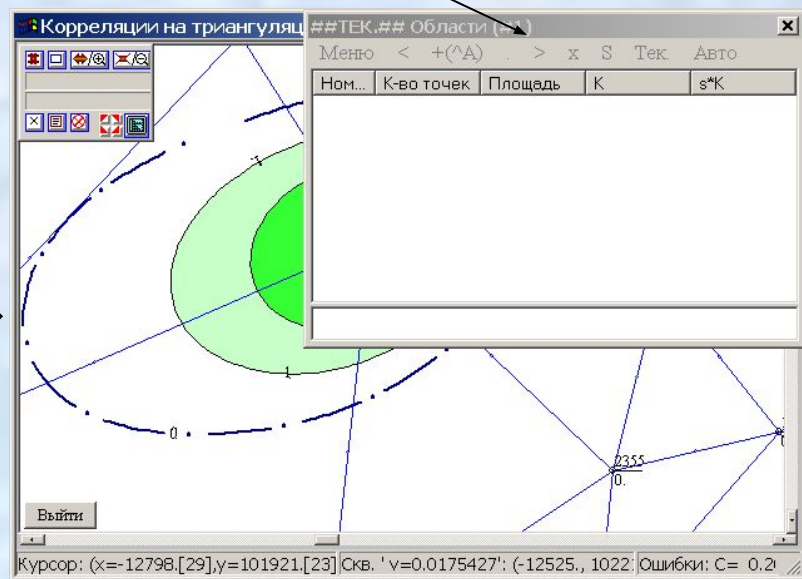 Корреляции на триангуляц
##ТЕК.## Области (#1)
Меню < +(^A) . > x S Тек. Авто
Ном... К-во точек Площадь K s*K
1
1
0
2355
0.
Выйти
Курсор: (x=-12798.[29],y=101921.[23] Скв. ' v=0.0175427': (-12525., 1022 Ошибки: C= 0.2